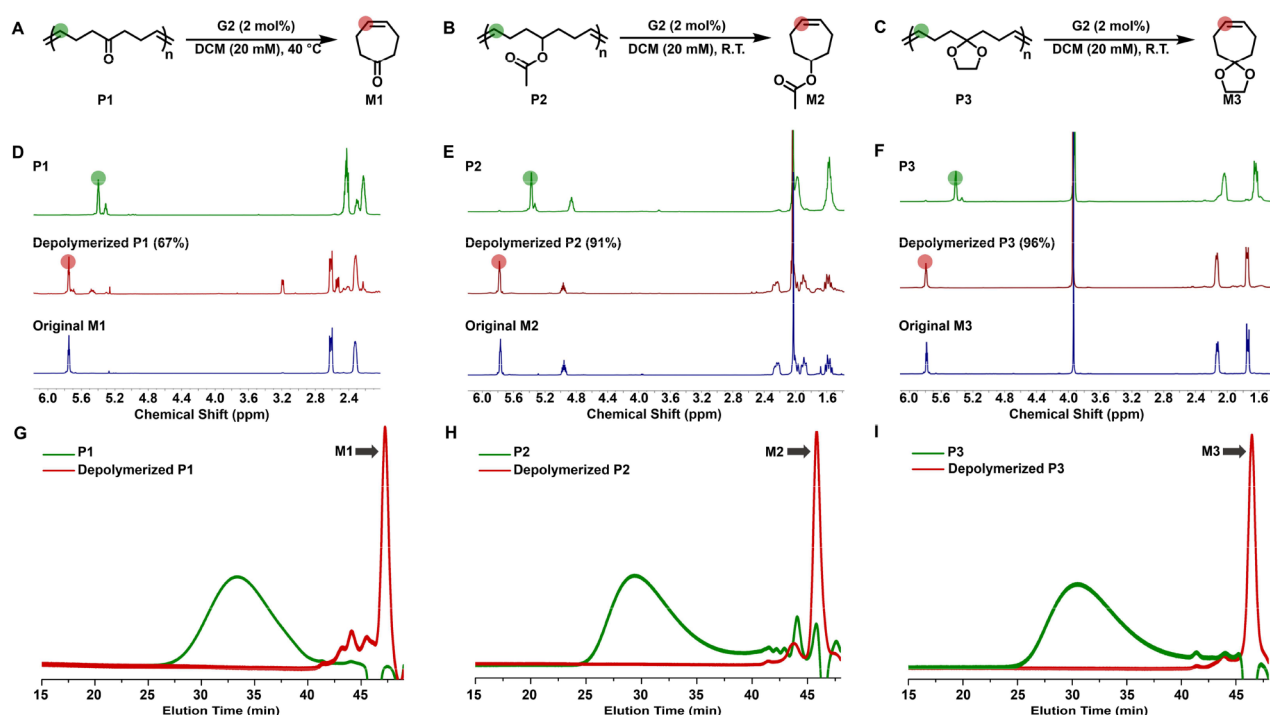 A
G2 (2 mol%)
DCM (20 mM), 40 °C
n
O
O
P1
M1
B
G2 (2 mol%)
DCM (20 mM), R.T.
n
O
O
O
O
P2
M2
C
G2 (2 mol%)
DCM (20 mM), R.T.
n
O
O
O
O
P3
M3
D
P1
Depolymerized P1 (67%)
Original M1
6.0 5.6 5.2 4.8 4.4 4.0 3.6 3.2 2.8 2.4
Chemical Shift (ppm)
E
P2
Depolymerized P2 (91%)
Original M2
6.0 5.6 5.2 4.8 4.4 4.0 3.6 3.2 2.8 2.4 2.0 1.6
Chemical Shift (ppm)
F
P3
Depolymerized P3 (96%)
Original M3
6.0 5.6 5.2 4.8 4.4 4.0 3.6 3.2 2.8 2.4 2.0 1.6
Chemical Shift (ppm)
G
P1
Depolymerized P1
M1
15 20 25 30 35 40 45
Elution Time (min)
H
P2
Depolymerized P2
M2
15 20 25 30 35 40 45
Elution Time (min)
I
P3
Depolymerized P3
M3
15 20 25 30 35 40 45
Elution Time (min)